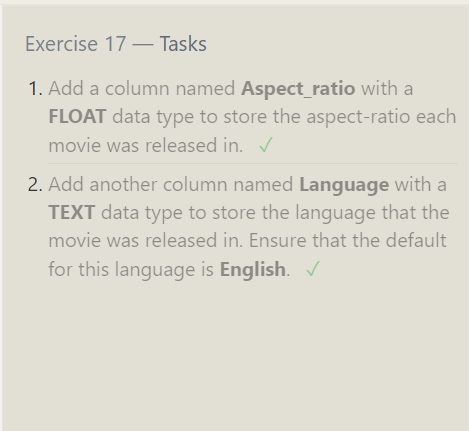 Exercise 17 — Tasks
1. Add a column named Aspect_ratio with a
FLOAT data type to store the aspect-ratio each
movie was released in. ✓
2. Add another column named Language with a
TEXT data type to store the language that the
movie was released in. Ensure that the default
for this language is English. ✓